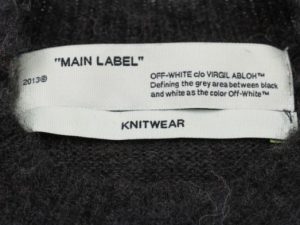 "MAIN LABEL"
2013®
OFF-WHITE c/o VIRGIL ABLOH™
Defining the grey area between black
and white as the color Off-White™
KNITWEAR